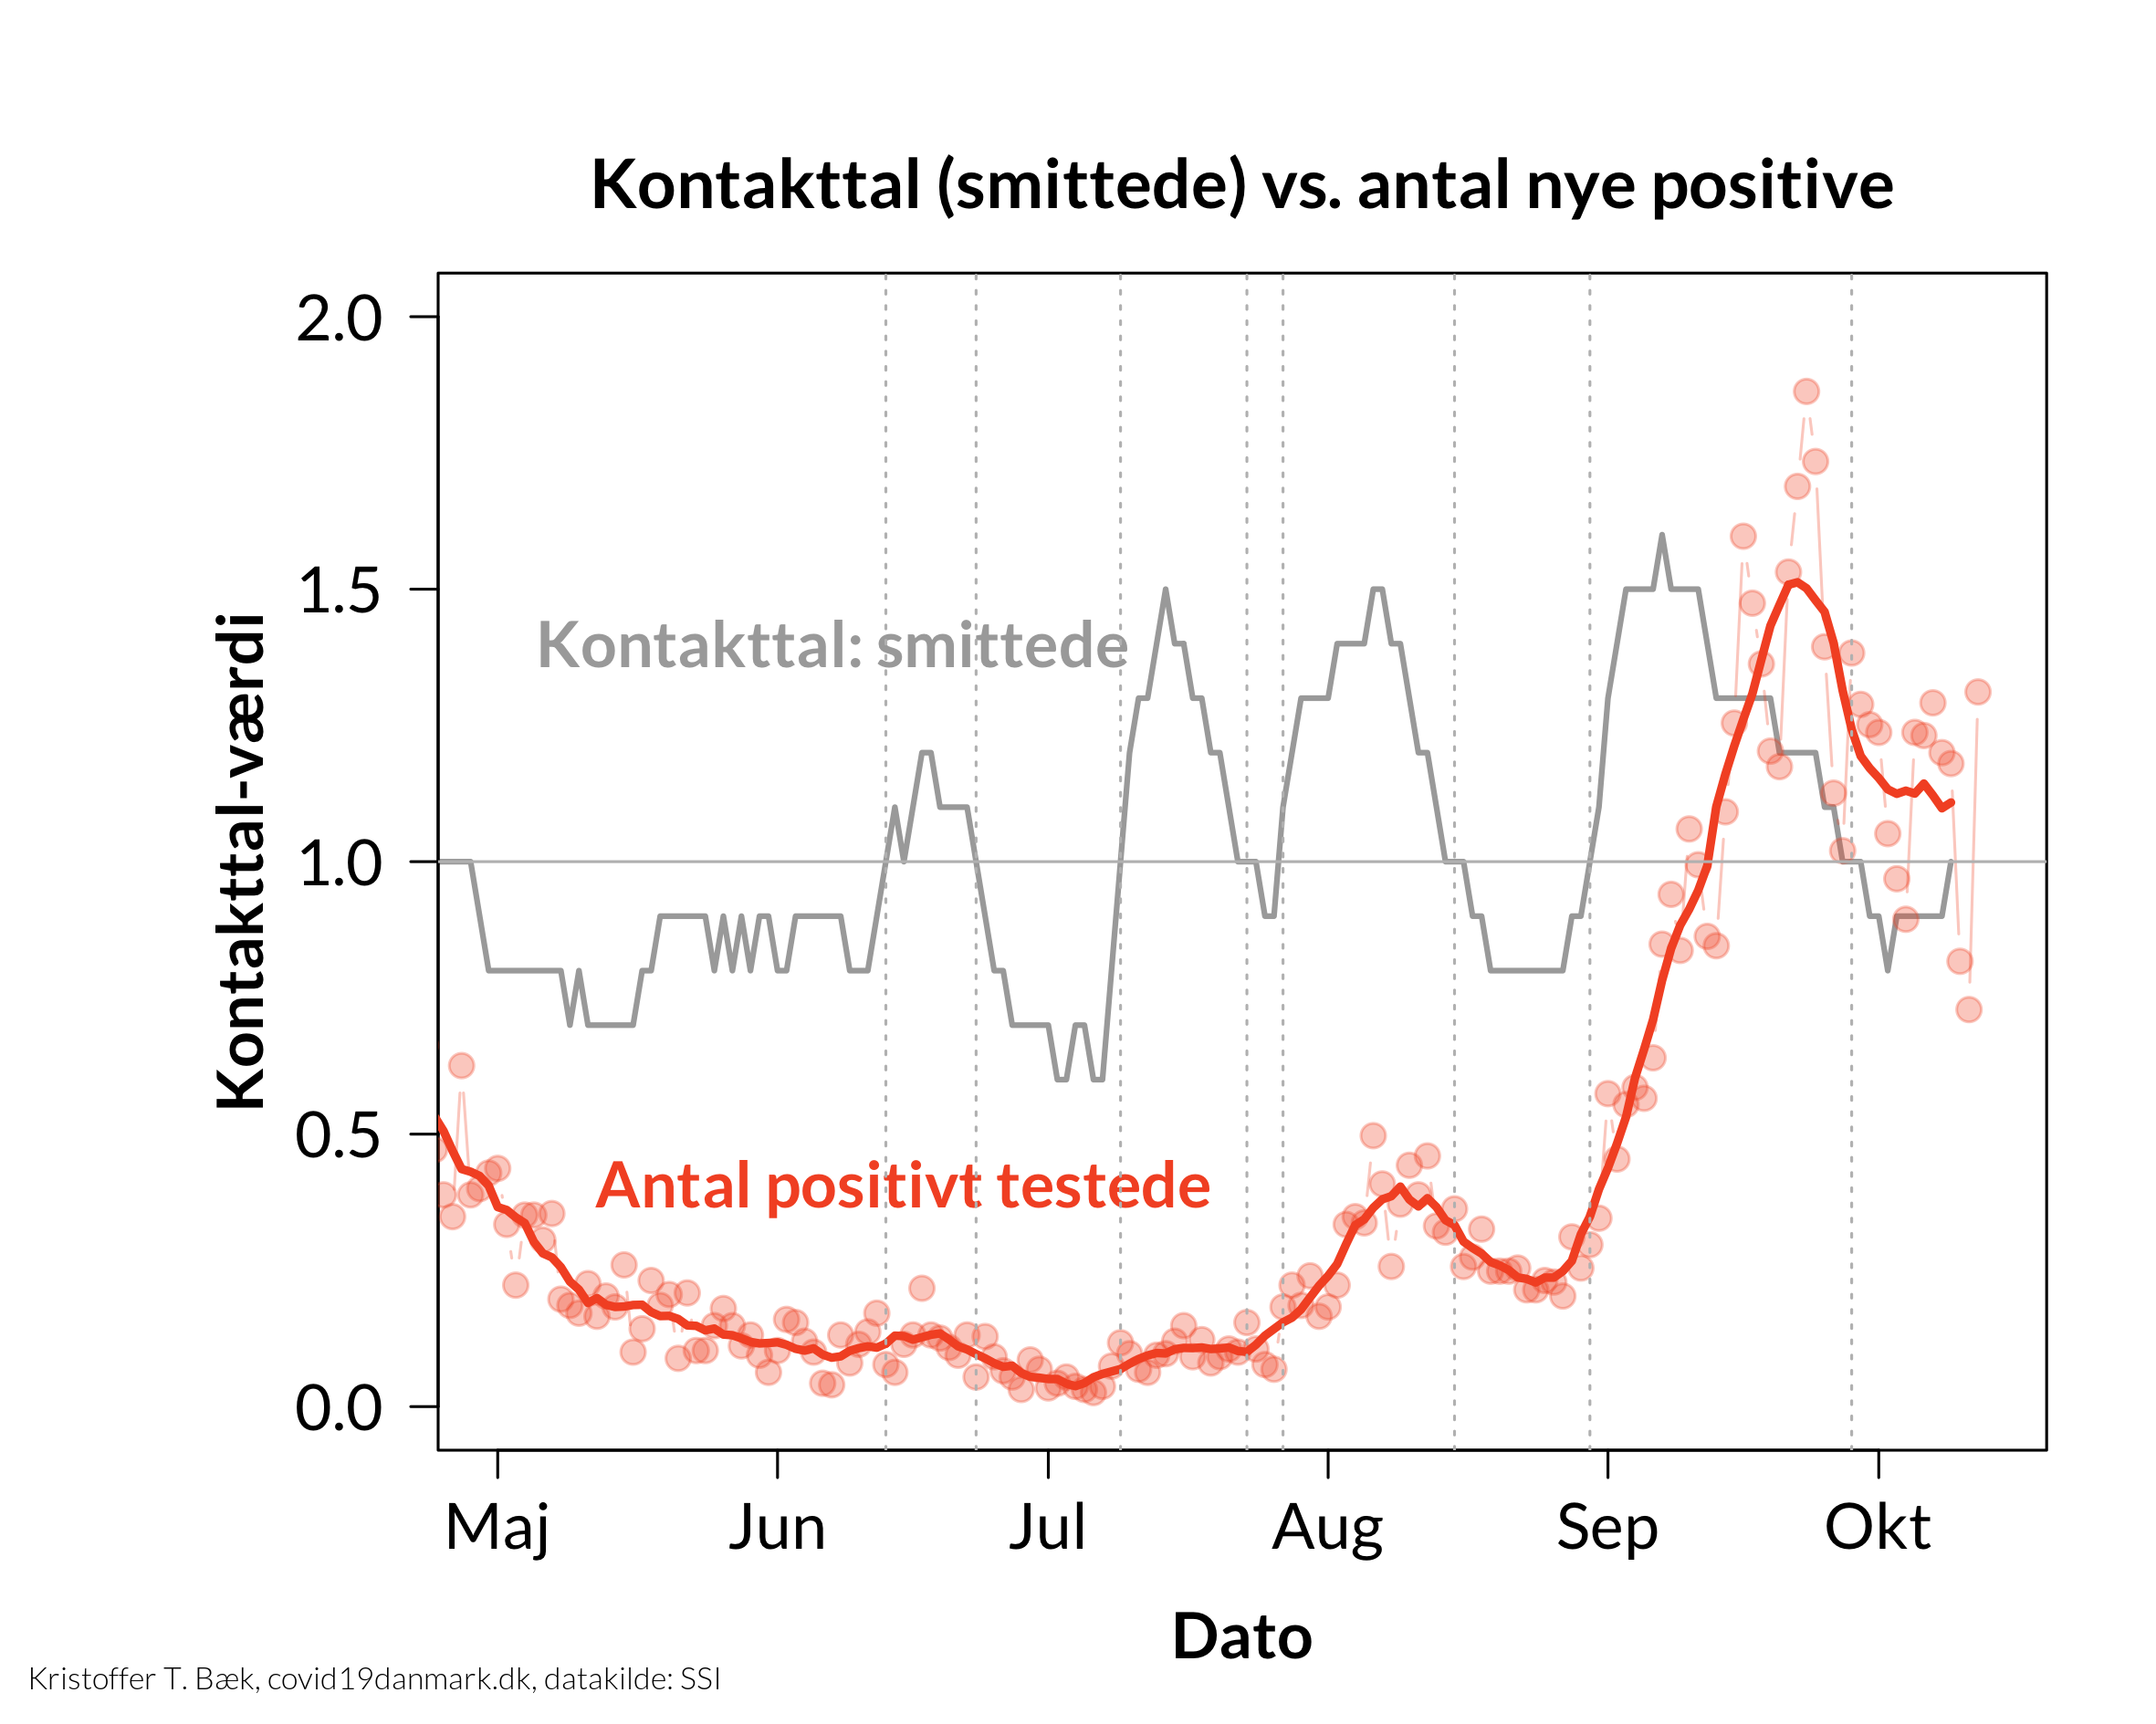 Kontakttal (smittede) vs. antal nye positive
Kontakttal-værdi
2.0
1.5
1.0
0.5
0.0
Kontakttal: smittede
Antal positivt testede
Maj Jun Jul Aug Sep Okt
Dato
Kristoffer T. Bæk, covid19danmark.dk, datakilde: SSI